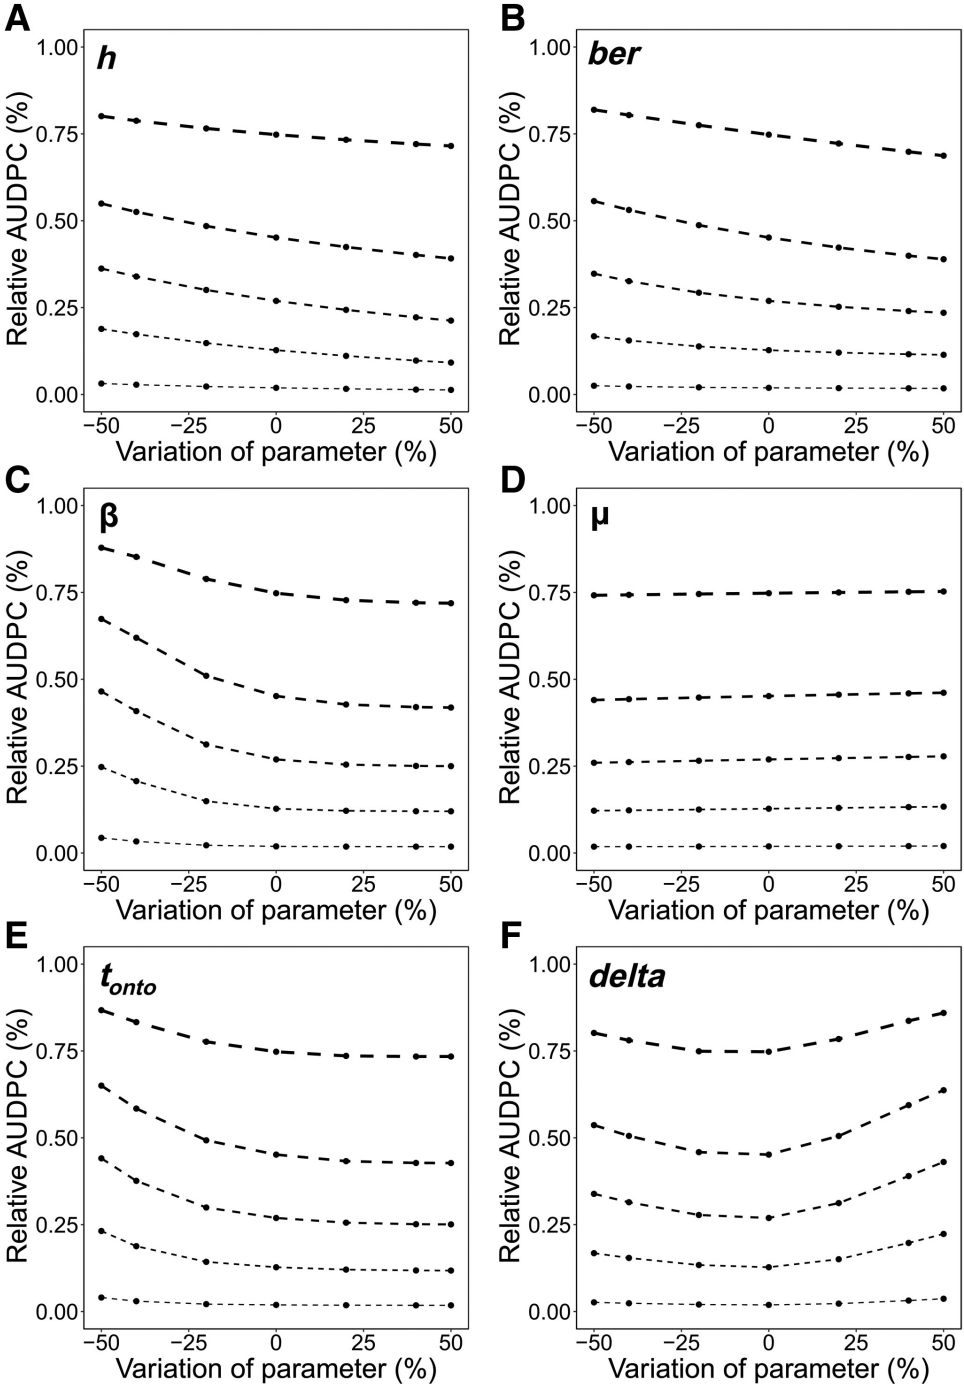 A
h
1.00
0.75
0.50
0.25
0.00
Relative AUDPC (%)
−50 −25 0 25 50
Variation of parameter (%)
B
ber
1.00
0.75
0.50
0.25
0.00
Relative AUDPC (%)
−50 −25 0 25 50
Variation of parameter (%)
C
β
1.00
0.75
0.50
0.25
0.00
Relative AUDPC (%)
−50 −25 0 25 50
Variation of parameter (%)
D
μ
1.00
0.75
0.50
0.25
0.00
Relative AUDPC (%)
−50 −25 0 25 50
Variation of parameter (%)
E
t_onto
1.00
0.75
0.50
0.25
0.00
Relative AUDPC (%)
−50 −25 0 25 50
Variation of parameter (%)
F
delta
1.00
0.75
0.50
0.25
0.00
Relative AUDPC (%)
−50 −25 0 25 50
Variation of parameter (%)